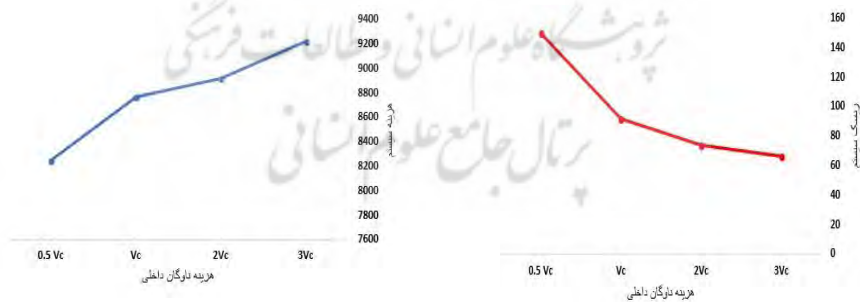 پژوهشگاه علوم انسانی و مطالعات فرهنگی
پرتال جامع علوم انسانی
9400
9200
9000
8800
8600
8400
8200
8000
7800
7600
هزینه سیستم
0.5 Vc
Vc
2Vc
3Vc
هزینه ناوگان داخلی
160
140
120
100
80
60
40
20
0
ریسک سیستم
0.5 Vc
Vc
2Vc
3Vc
هزینه ناوگان داخلی